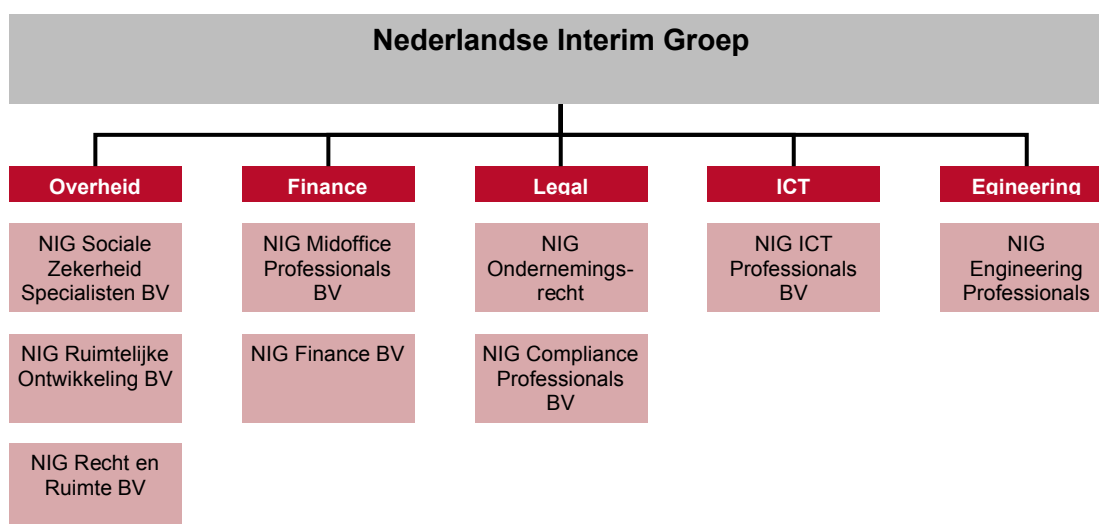 Nederlandse Interim Groep
Overheid
Finance
Legal
ICT
Egineering
NIG Sociale
Zekerheid
Specialisten BV
NIG Midoffice
Professionals
BV
NIG
Ondernemings-
recht
NIG ICT
Professionals
BV
NIG
Engineering
Professionals
NIG Ruimtelijke
Ontwikkeling BV
NIG Finance BV
NIG Compliance
Professionals
BV
NIG Recht en
Ruimte BV